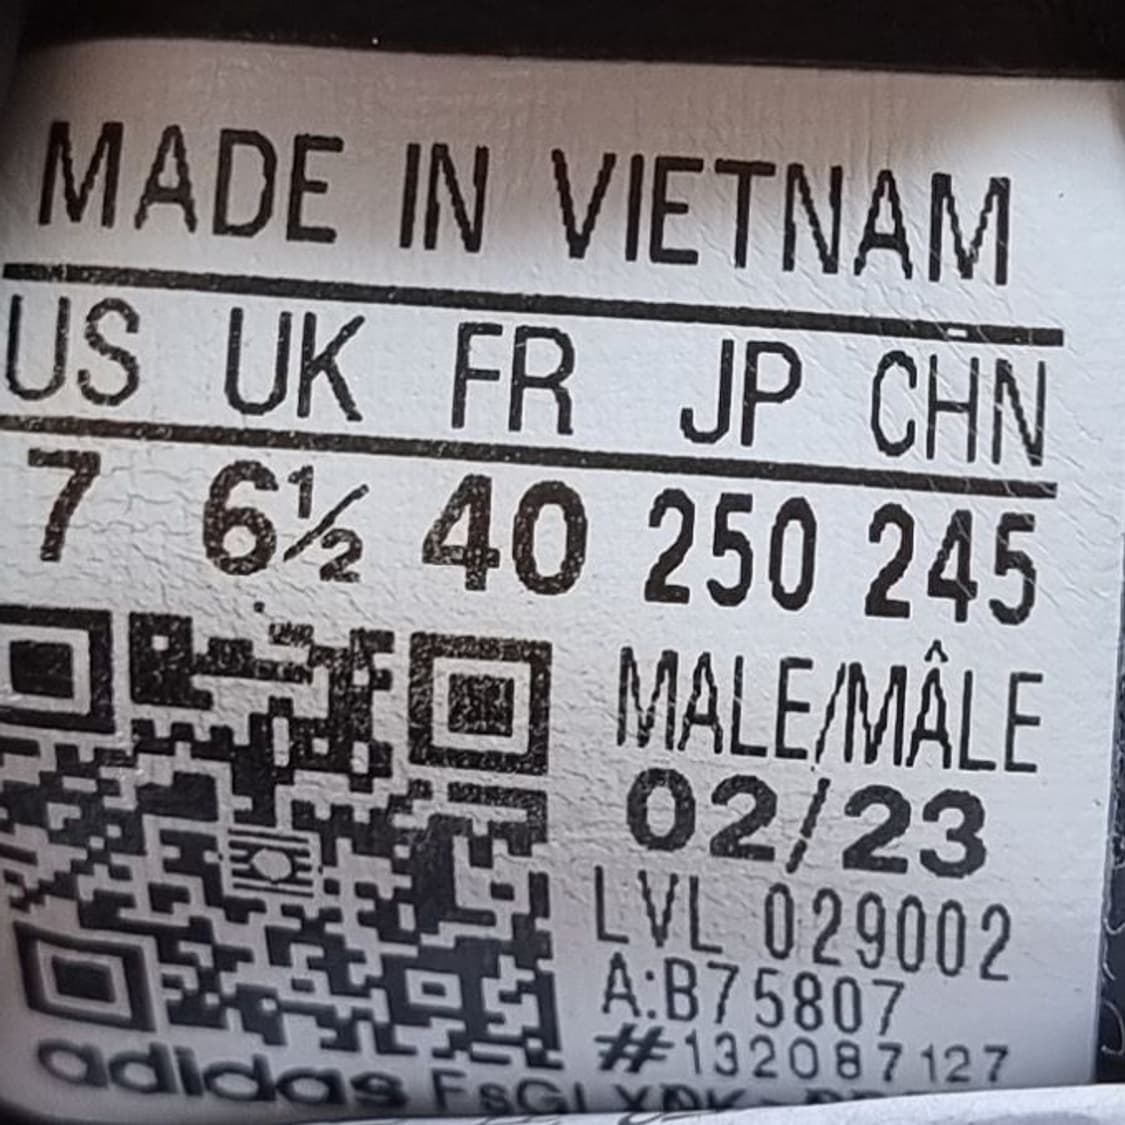 MADE IN VIETNAM
US UK FR JP CHN
7 6½ 40 250 245
MALE/MÂLE
02/23
LVL 029002
A:B75807
#132087127
adidas